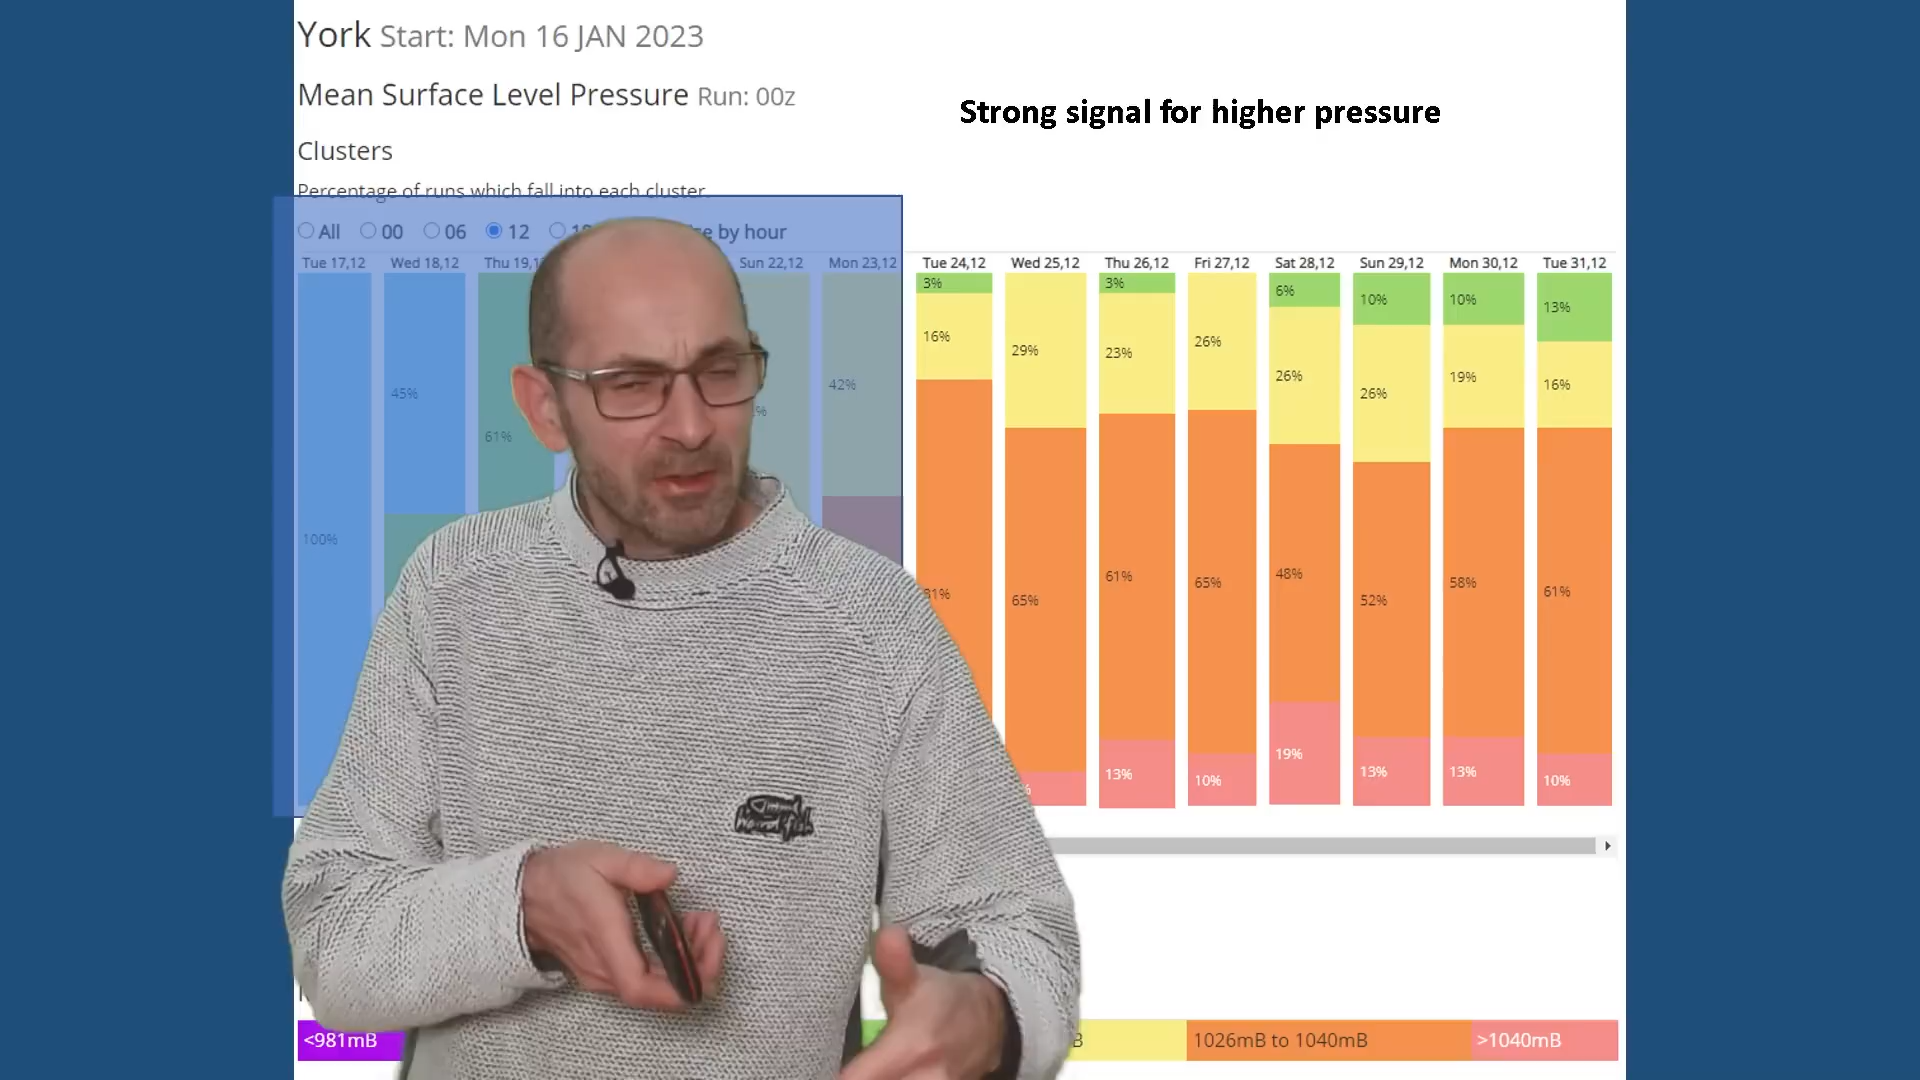 York Start: Mon 16 JAN 2023
Mean Surface Level Pressure Run: 00z
Strong signal for higher pressure
Clusters
Percentage of runs which fall into each cluster.
All 00 06 12 by hour
Tue 17,12 Wed 18,12 Thu 19,1 Sun 22,12 Mon 23,12 Tue 24,12 Wed 25,12 Thu 26,12 Fri 27,12 Sat 28,12 Sun 29,12 Mon 30,12 Tue 31,12
3% 3% 6% 10% 10% 13%
16% 29% 23% 26% 26% 26% 19% 16%
45% 42%
61%
100% 65% 61% 65% 48% 52% 58% 61%
13% 10% 19% 13% 13% 10%
<981mB 1026mB to 1040mB >1040mB